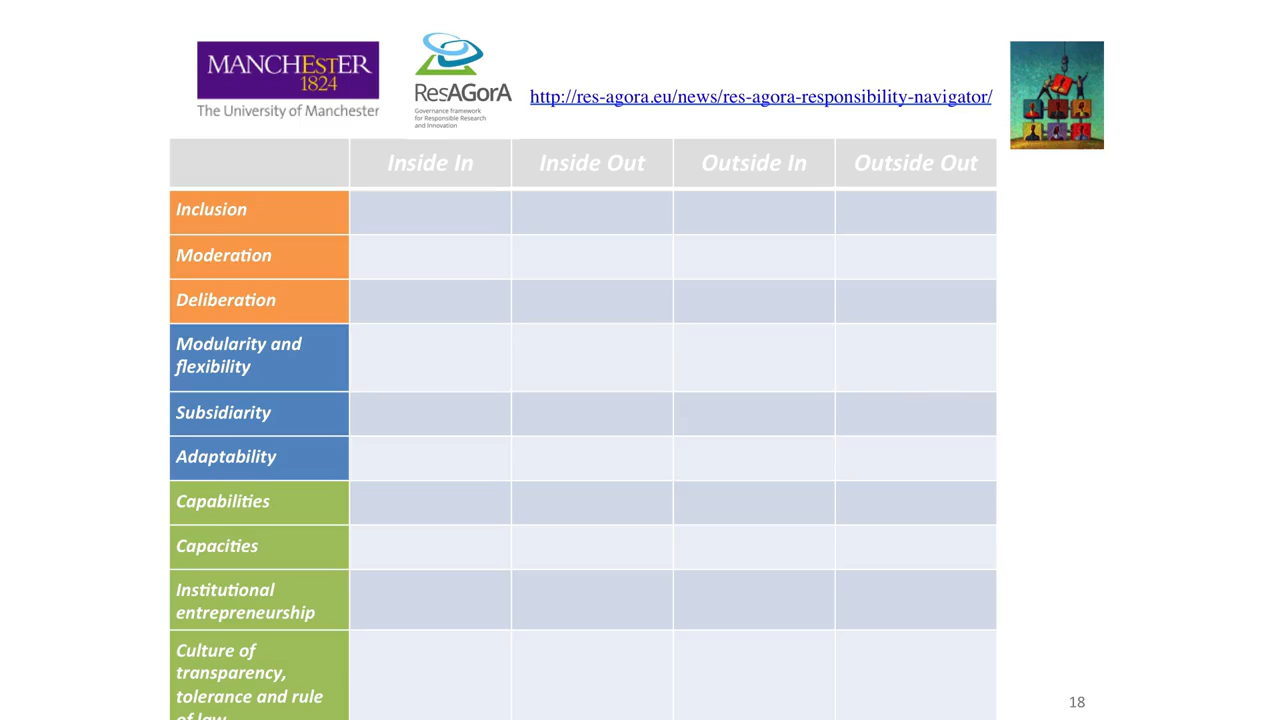 MANCHESTER
1824
The University of Manchester
ResAGorA
Governance framework
for Responsible Research
and Innovation
http://res-agora.eu/news/res-agora-responsibility-navigator/
Inside In Inside Out Outside In Outside Out
Inclusion
Moderation
Deliberation
Modularity and
flexibility
Subsidiarity
Adaptability
Capabilities
Capacities
Institutional
entrepreneurship
Culture of
transparency,
tolerance and rule
of law
18